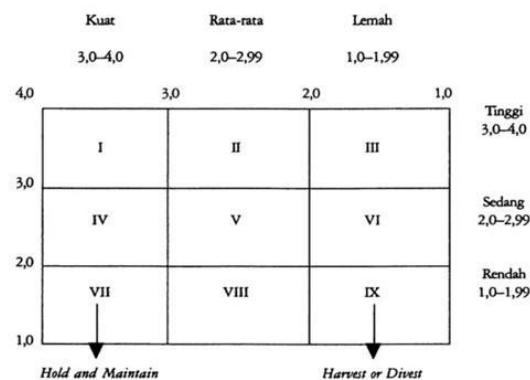 Kuat Rata-rata Lemah
3,0–4,0 2,0–2,99 1,0–1,99
4,0 3,0 2,0 1,0
I II III
Tinggi
3,0–4,0
3,0
IV V VI
Sedang
2,0–2,99
2,0
VII VIII IX
Rendah
1,0–1,99
1,0
Hold and Maintain Harvest or Divest